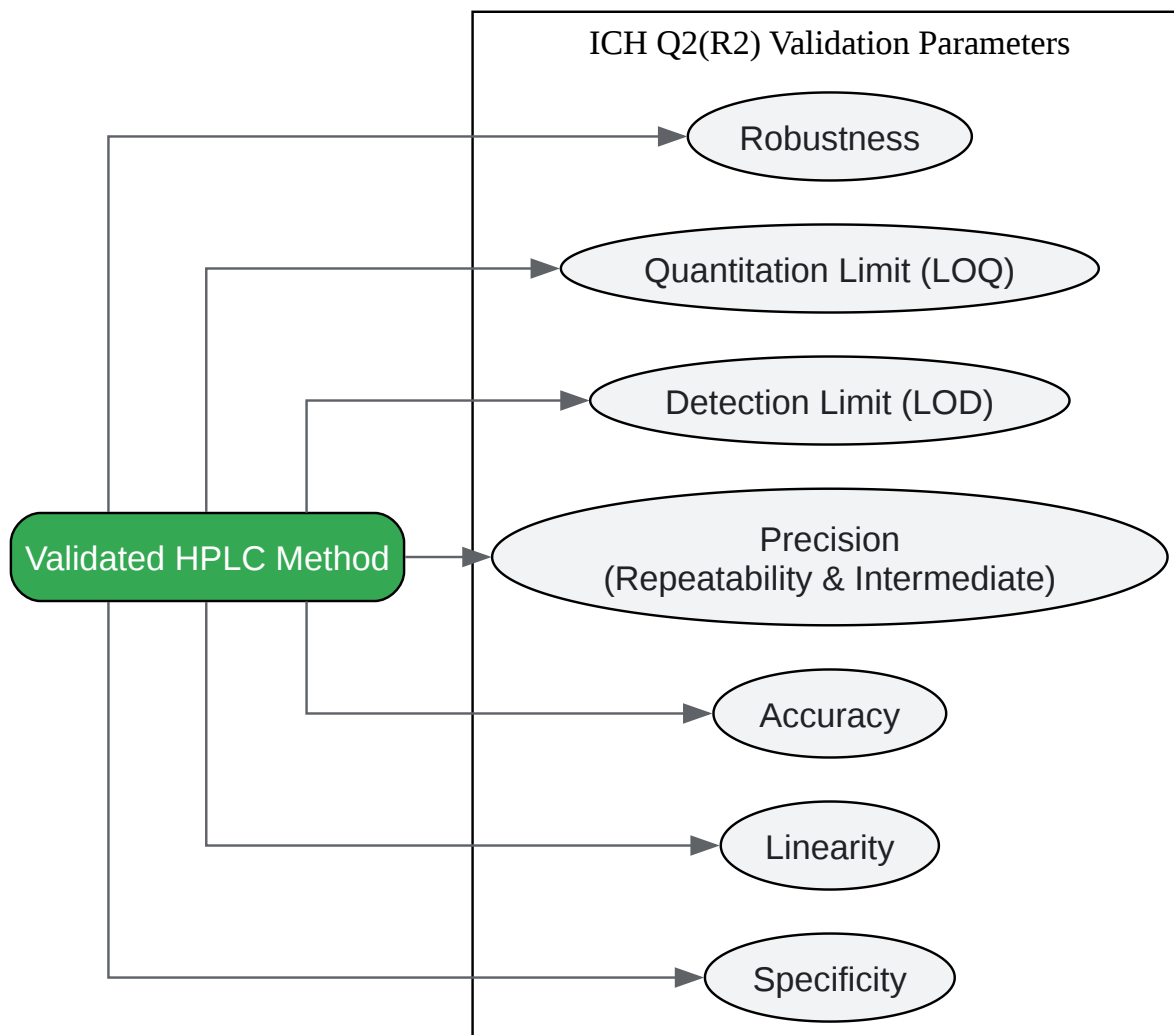 ICH Q2(R2) Validation Parameters
Robustness
Quantitation Limit (LOQ)
Detection Limit (LOD)
Validated HPLC Method
Precision
(Repeatability & Intermediate)
Accuracy
Linearity
Specificity